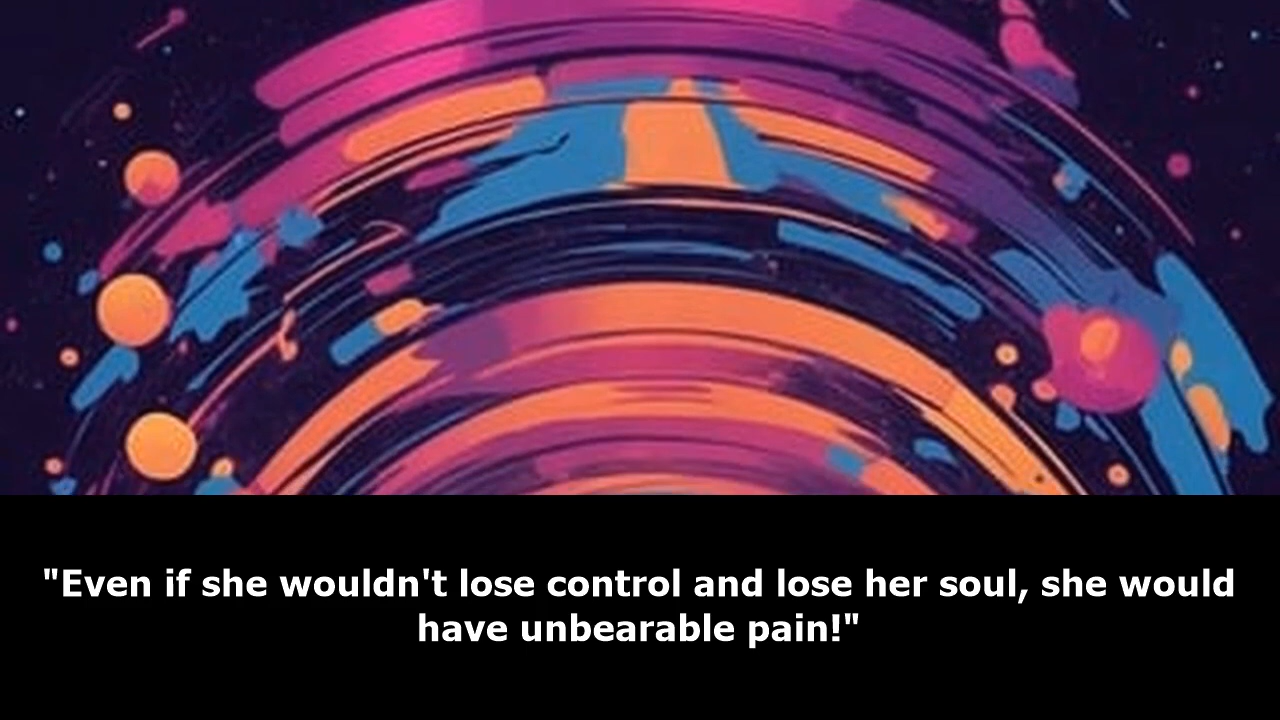 "Even if she wouldn't lose control and lose her soul, she would
have unbearable pain!"